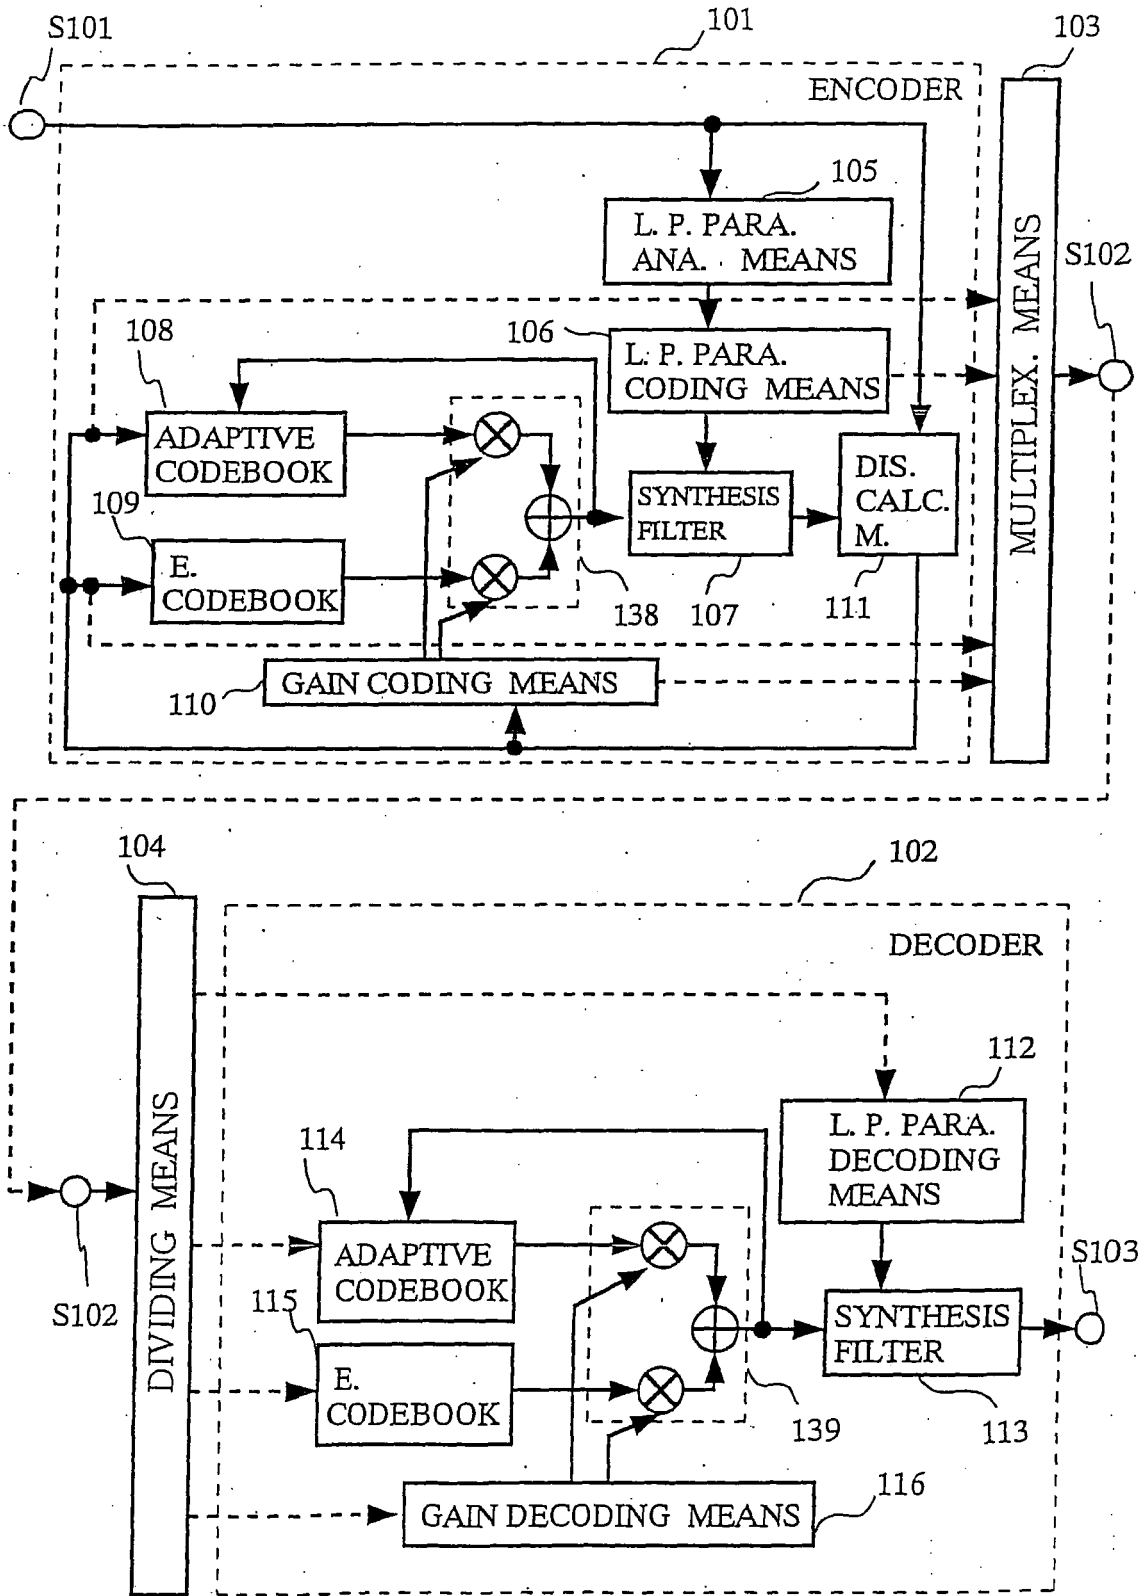 S101
101
103
ENCODER
105
L. P. PARA.
ANA. MEANS
S102
MULTIPLEX. MEANS
108
106
L. P. PARA.
CODING MEANS
ADAPTIVE
CODEBOOK
DIS.
CALC.
M.
SYNTHESIS
FILTER
109
E.
CODEBOOK
138
107
111
GAIN CODING MEANS
110
104
102
DECODER
112
L. P. PARA.
DECODING
MEANS
114
DIVIDING MEANS
ADAPTIVE
CODEBOOK
S103
S102
115
SYNTHESIS
FILTER
E.
CODEBOOK
139
113
116
GAIN DECODING MEANS